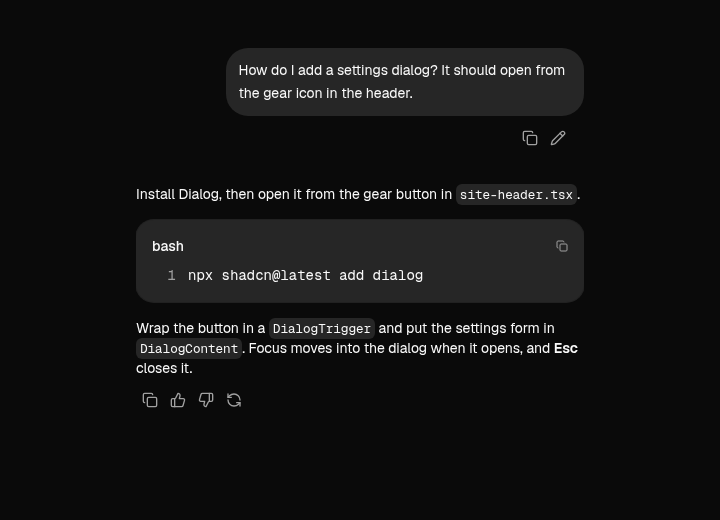 How do I add a settings dialog? It should open from
the gear icon in the header.
Install Dialog, then open it from the gear button in site-header.tsx.
bash
1 npx shadcn@latest add dialog
Wrap the button in a DialogTrigger and put the settings form in
DialogContent. Focus moves into the dialog when it opens, and Esc
closes it.